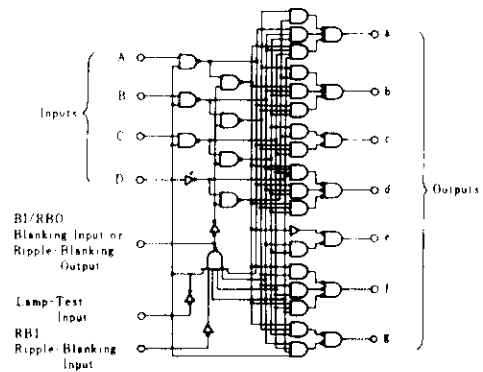 A
B
Inputs
C
D
BI/RBO
Blanking Input or
Ripple-Blanking
Output
Lamp-Test
Input
RBI
Ripple-Blanking
Input
a
b
c
d
e
f
g
Outputs